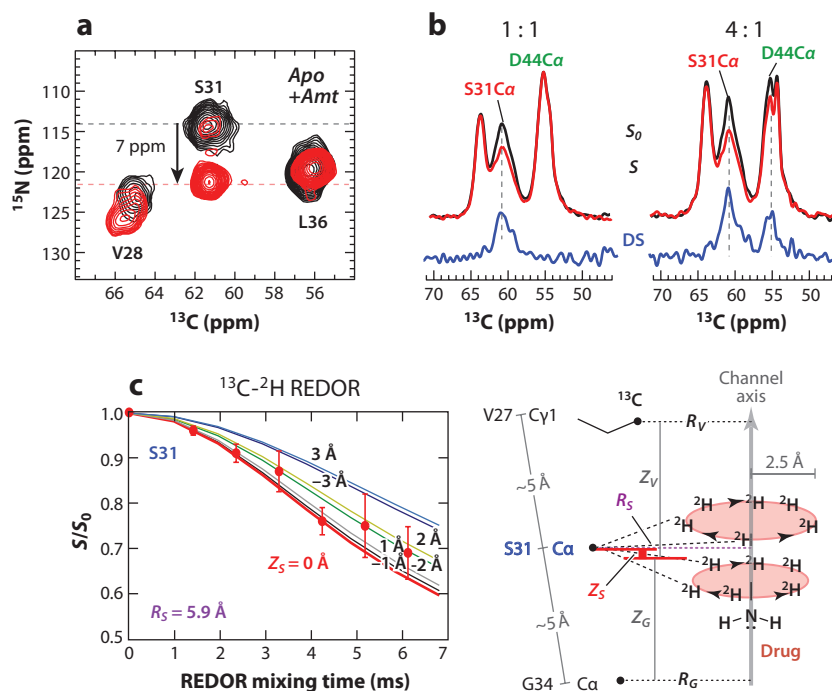 a
Apo
+Amt
S31
7 ppm
V28
L36
110
115
120
125
130
15N (ppm)
66
64
62
60
58
56
13C (ppm)
b
1 : 1
4 : 1
D44Cα
S31Cα
D44Cα
S31Cα
S0
S
DS
70
65
60
55
50
70
65
60
55
50
13C (ppm)
13C (ppm)
c
13C-2H REDOR
S31
3 Å
–3 Å
2 Å
1 Å
–1 Å
–2 Å
ZS = 0 Å
RS = 5.9 Å
1.0
0.9
0.8
0.7
0.6
0.5
S/S0
0
1
2
3
4
5
6
7
REDOR mixing time (ms)
Channel
axis
13C
V27
Cγ1
RV
2.5 Å
~5 Å
ZV
RS
2H
2H
2H
2H
2H
2H
S31
Cα
ZS
2H
2H
2H
2H
2H
2H
~5 Å
ZG
H
N
H
Drug
G34
Cα
RG